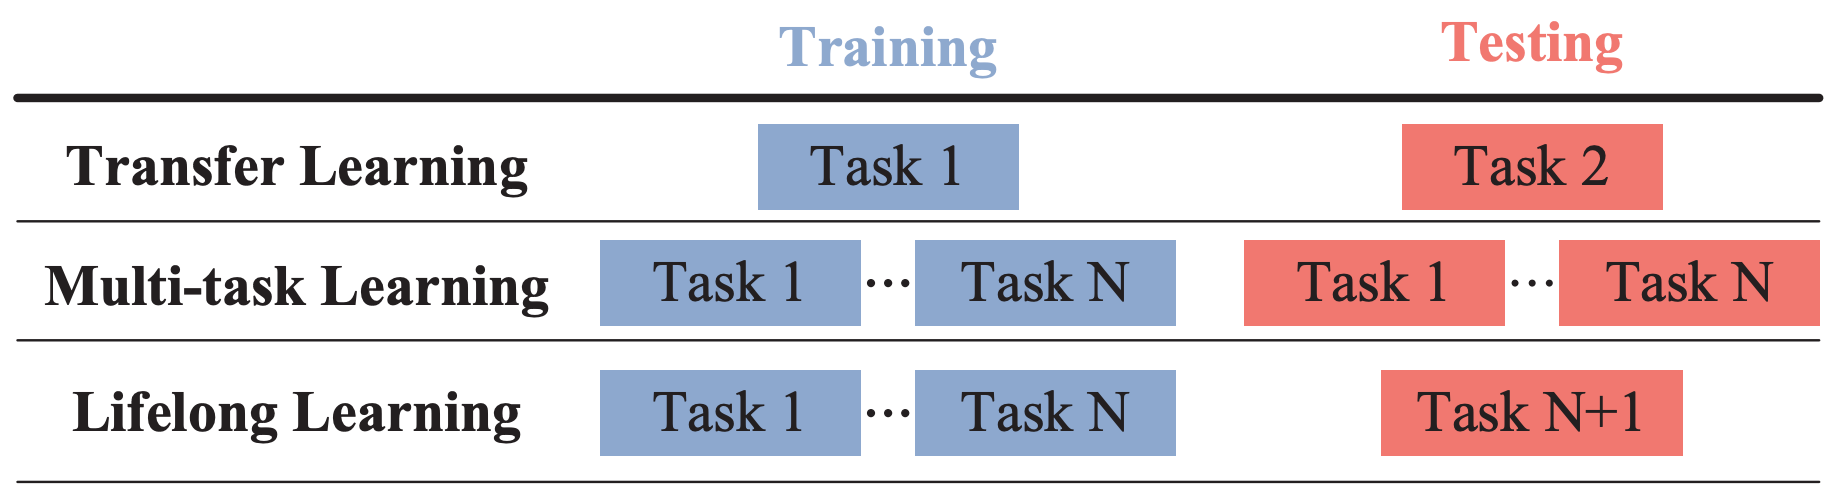 Training Testing
Transfer Learning Task 1 Task 2
Multi-task Learning Task 1 ... Task N Task 1 ... Task N
Lifelong Learning Task 1 ... Task N Task N+1